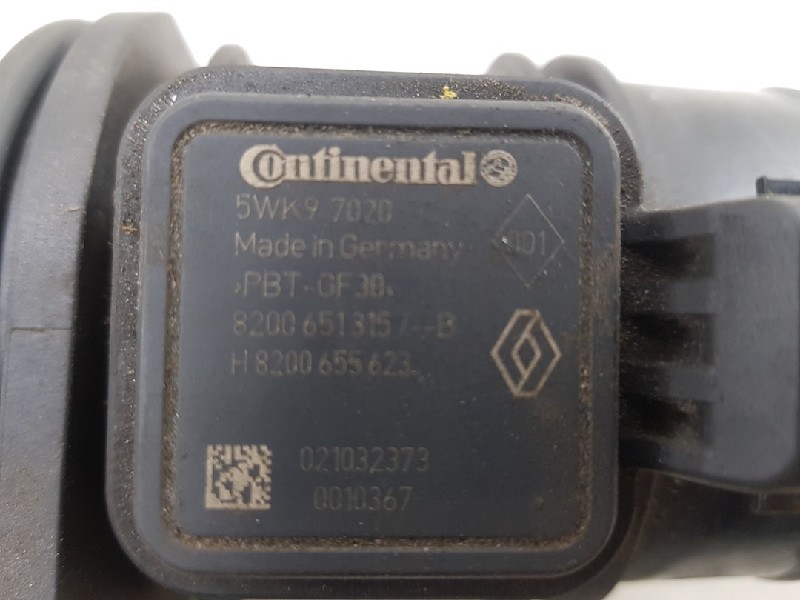 Continental
5WK9 7020
Made in Germany
>PBT-GF30<
8200 651 315 / --B
H 8200 655 623
021032373
0010367